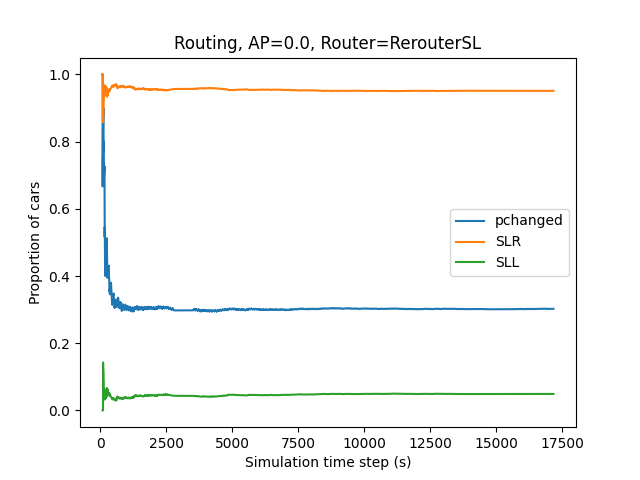 Routing, AP=0.0, Router=RerouterSL
Proportion of cars
1.0
0.8
0.6
0.4
0.2
0.0
pchanged
SLR
SLL
0 2500 5000 7500 10000 12500 15000 17500
Simulation time step (s)